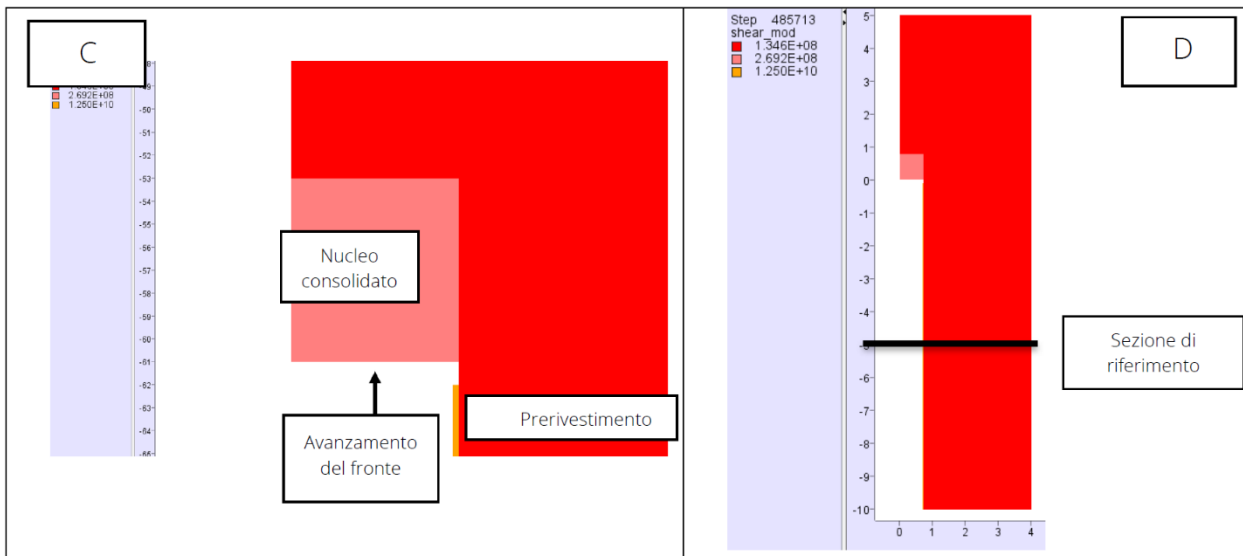 C
2.692E+08
1.250E+10
-50
-51
-52
-53
-54
-55
-56
-57
-58
-59
-60
-61
-62
-63
-64
Nucleo
consolidato
Avanzamento
del fronte
Prerivestimento
Step 485713
shear_mod
1.346E+08
2.692E+08
1.250E+10
D
5
4
3
2
1
0
-1
-2
-3
-4
-5
-6
-7
-8
-9
-10
0 1 2 3 4
Sezione di
riferimento